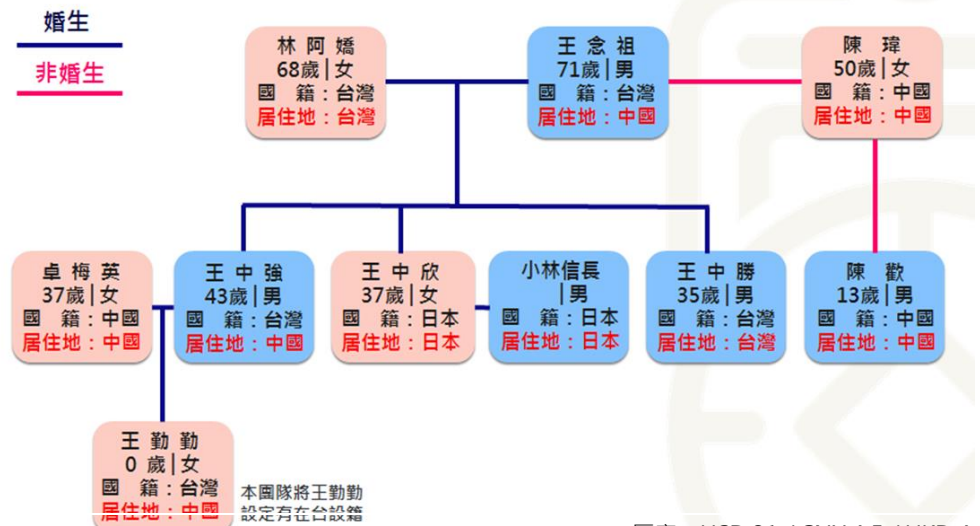 婚生
非婚生
林 阿 嬌
68歲|女
國 籍：台灣
居住地：台灣
王 念 祖
71歲|男
國 籍：台灣
居住地：中國
陳 瑋
50歲|女
國 籍：中國
居住地：中國
卓 梅 英
37歲|女
國 籍：中國
居住地：中國
王 中 強
43歲|男
國 籍：台灣
居住地：中國
王 中 欣
37歲|女
國 籍：日本
居住地：日本
小林信長
|男
國 籍：日本
居住地：日本
王 中 勝
35歲|男
國 籍：台灣
居住地：台灣
陳 歡
13歲|男
國 籍：中國
居住地：中國
王 勤 勤
0 歲|女
國 籍：台灣
居住地：中國
本團隊將王勤勤
設定有在台設籍